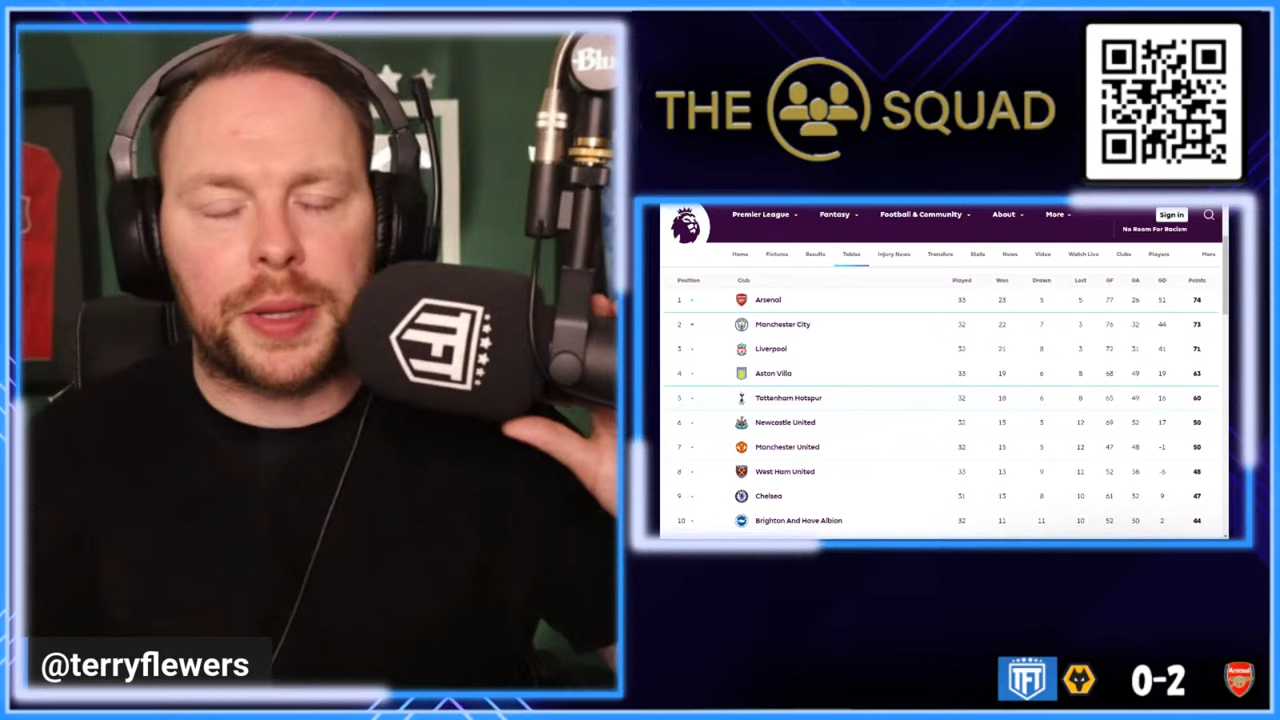 Blu
TFT
@terryflewers
THE SQUAD
Premier League Fantasy Football & Community About More Sign in
No Room For Racism
Home Fixtures Results Tables Injury News Transfers Stats News Video Watch Live Clubs Players More
Position Club Played Won Drawn Lost GF GA GD Points
1 Arsenal 33 23 5 5 77 26 51 74
2 Manchester City 32 22 7 3 76 32 44 73
3 Liverpool 32 21 8 3 72 31 41 71
4 Aston Villa 33 19 6 8 68 49 19 63
5 Tottenham Hotspur 32 18 6 8 65 49 16 60
6 Newcastle United 32 15 5 12 69 52 17 50
7 Manchester United 32 15 5 12 47 48 -1 50
8 West Ham United 33 13 9 11 52 58 -6 48
9 Chelsea 31 13 8 10 61 52 9 47
10 Brighton And Hove Albion 32 11 11 10 52 50 2 44
TFT 0-2 Arsenal